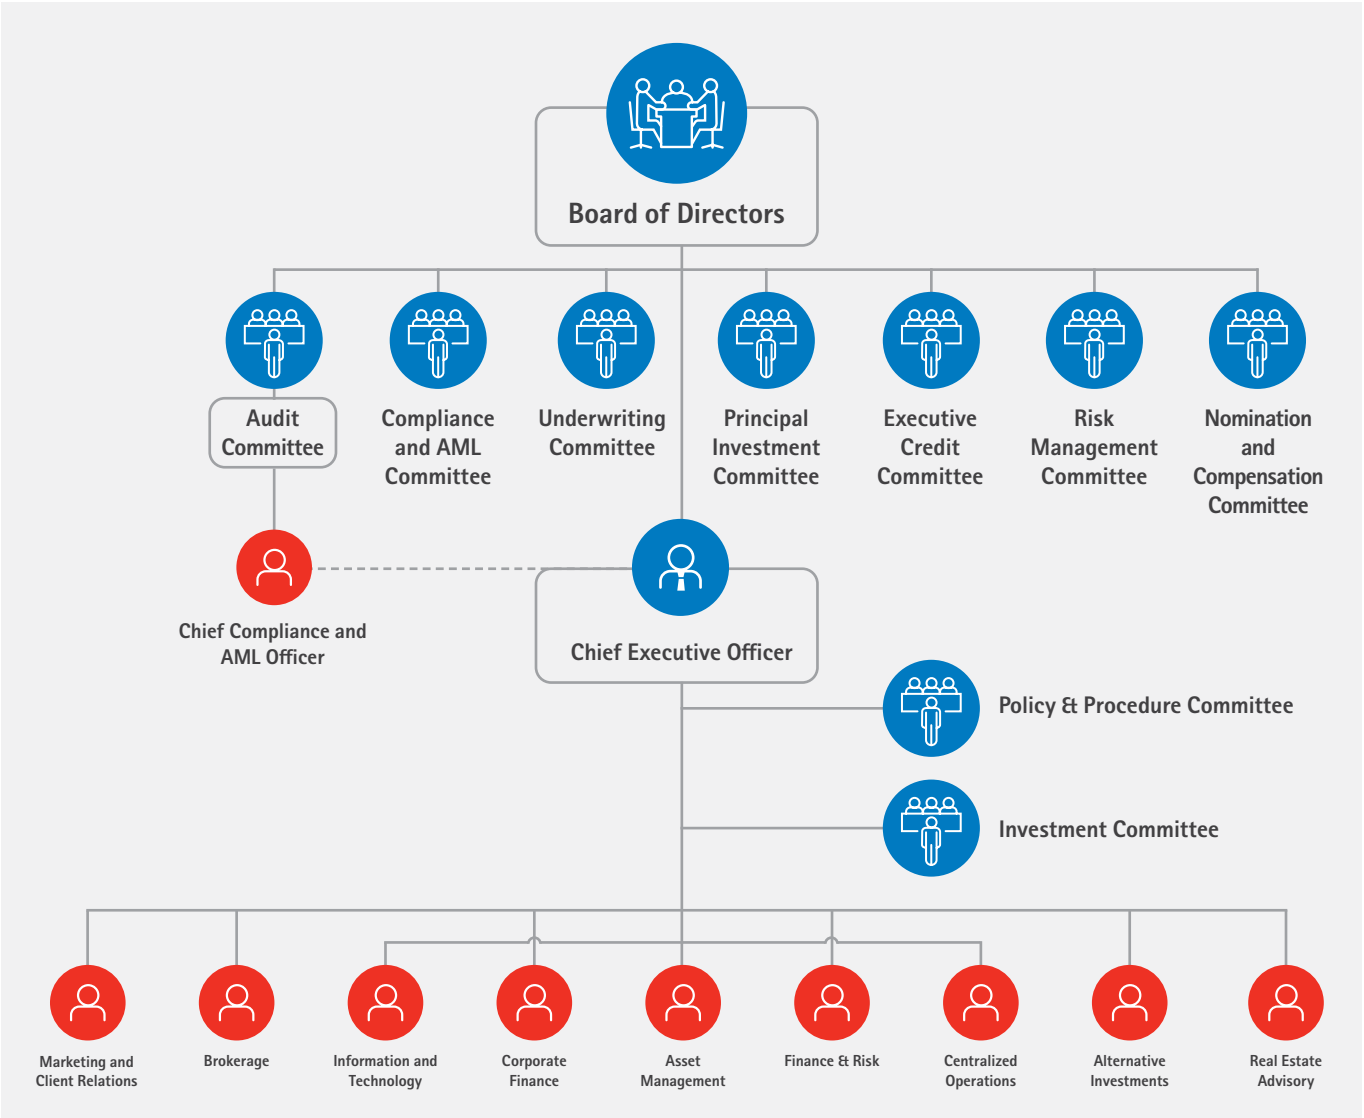 Board of Directors
Audit
Committee
Compliance
and AML
Committee
Underwriting
Committee
Principal
Investment
Committee
Executive
Credit
Committee
Risk
Management
Committee
Nomination
and
Compensation
Committee
Chief Compliance and
AML Officer
Chief Executive Officer
Policy & Procedure Committee
Investment Committee
Marketing and
Client Relations
Brokerage
Information and
Technology
Corporate
Finance
Asset
Management
Finance & Risk
Centralized
Operations
Alternative
Investments
Real Estate
Advisory